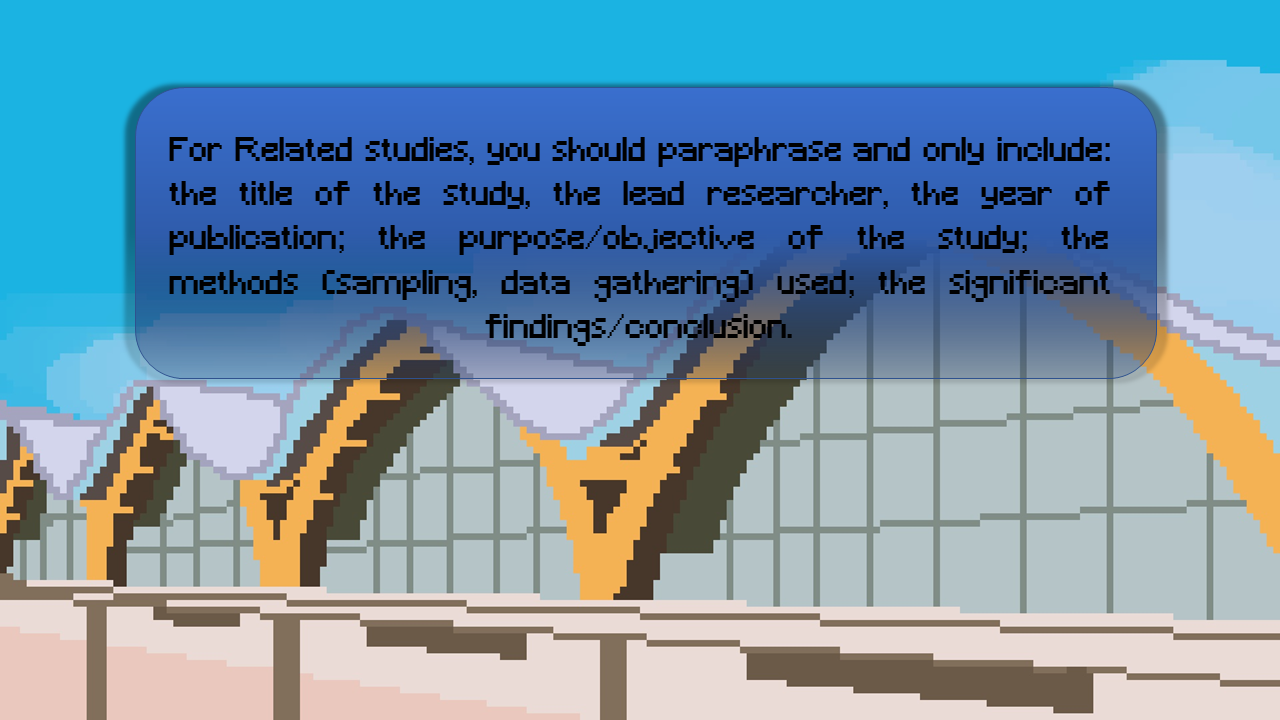 For Related studies, you should paraphrase and only include:
the title of the study, the lead researcher, the year of
publication; the purpose/objective of the study; the
methods (sampling, data gathering) used; the significant
findings/conclusion.